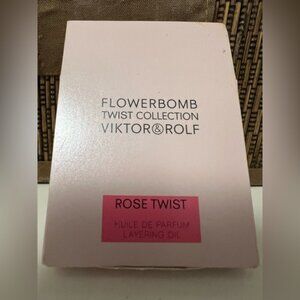 FLOWERBOMB
TWIST COLLECTION
VIKTOR&ROLF
ROSE TWIST
HUILE DE PARFUM
LAYERING OIL